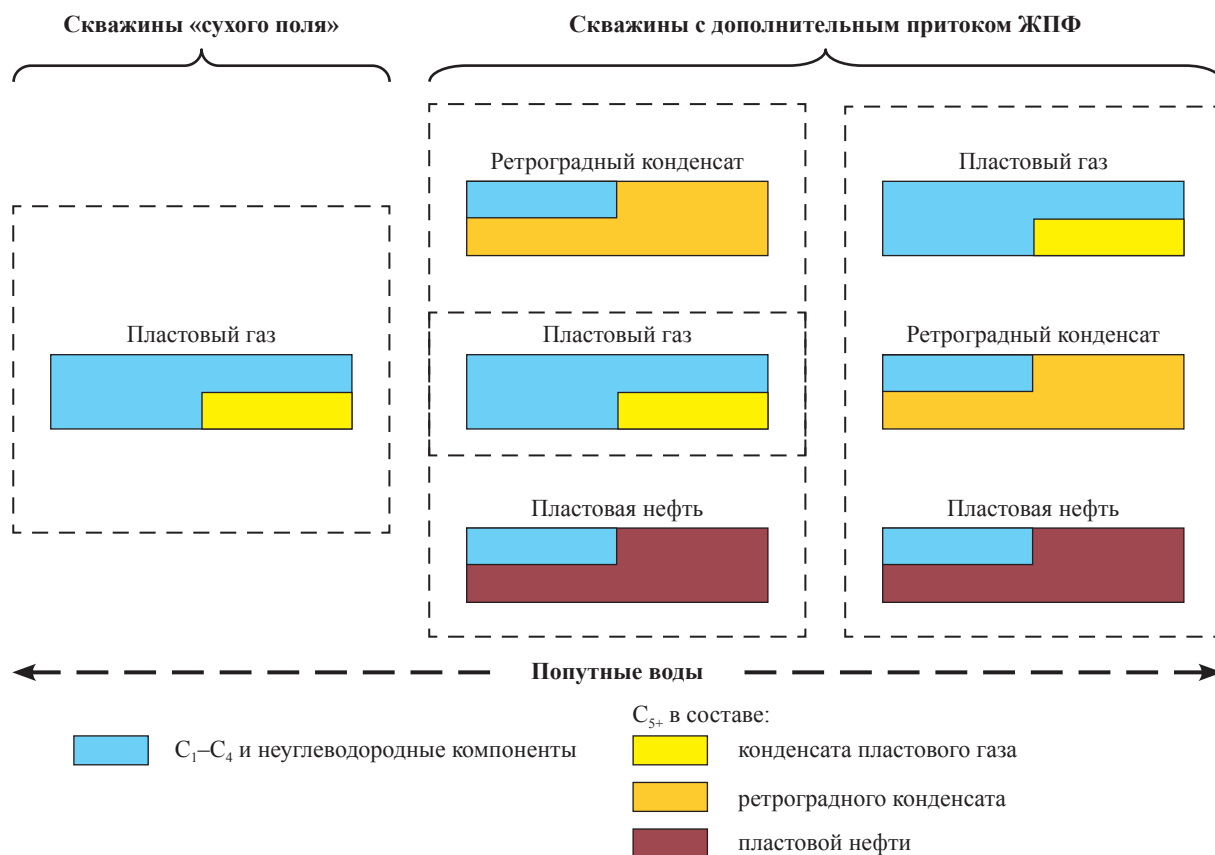 Скважины «сухого поля»
Скважины с дополнительным притоком ЖПФ
Ретроградный конденсат
Пластовый газ
Пластовый газ
Пластовый газ
Ретроградный конденсат
Пластовая нефть
Пластовая нефть
Попутные воды
C5+ в составе:
C1–C4 и неуглеводородные компоненты
конденсата пластового газа
ретроградного конденсата
пластовой нефти